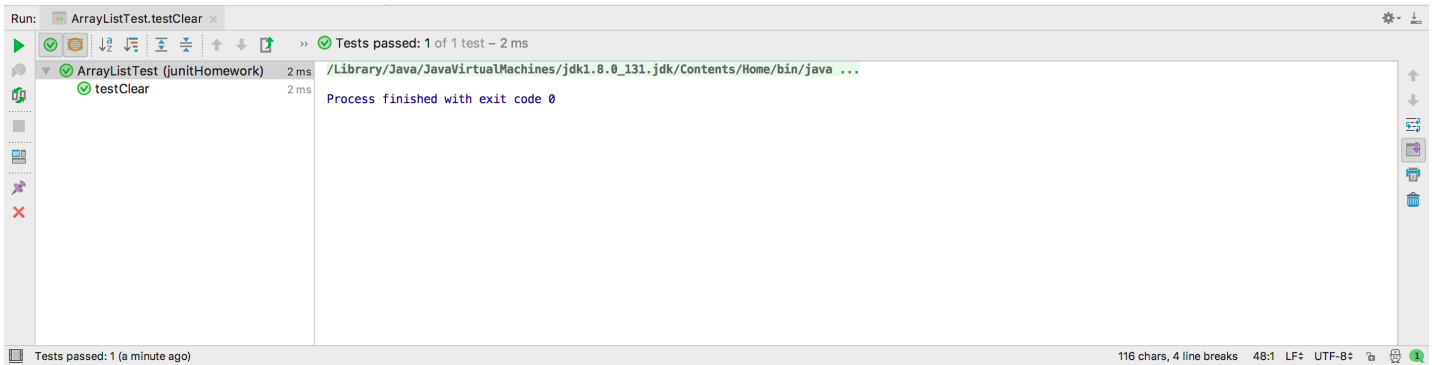 Run: ArrayListTest.testClear
Tests passed: 1 of 1 test – 2 ms
ArrayListTest (junitHomework) 2 ms
testClear 2 ms
/Library/Java/JavaVirtualMachines/jdk1.8.0_131.jdk/Contents/Home/bin/java ...
Process finished with exit code 0
Tests passed: 1 (a minute ago) 116 chars, 4 line breaks 48:1 LF UTF-8 1